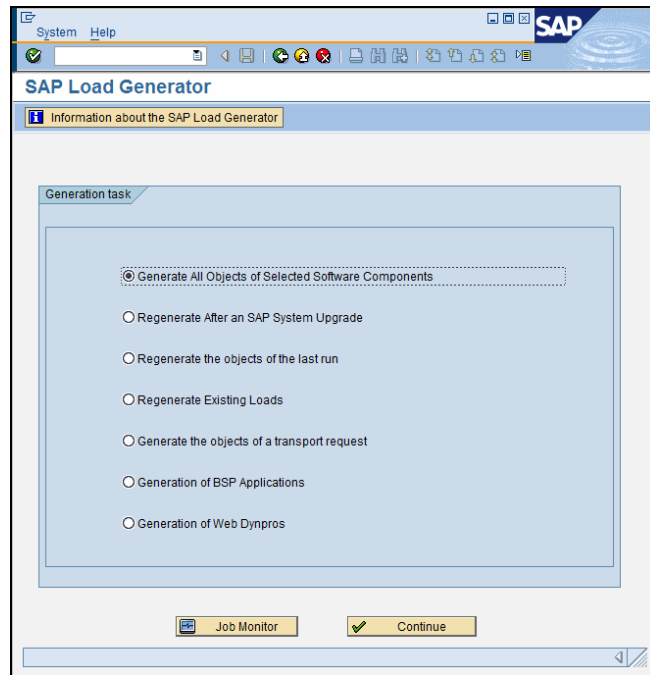 System Help
SAP
SAP Load Generator
Information about the SAP Load Generator
Generation task
Generate All Objects of Selected Software Components
Regenerate After an SAP System Upgrade
Regenerate the objects of the last run
Regenerate Existing Loads
Generate the objects of a transport request
Generation of BSP Applications
Generation of Web Dynpros
Job Monitor
Continue